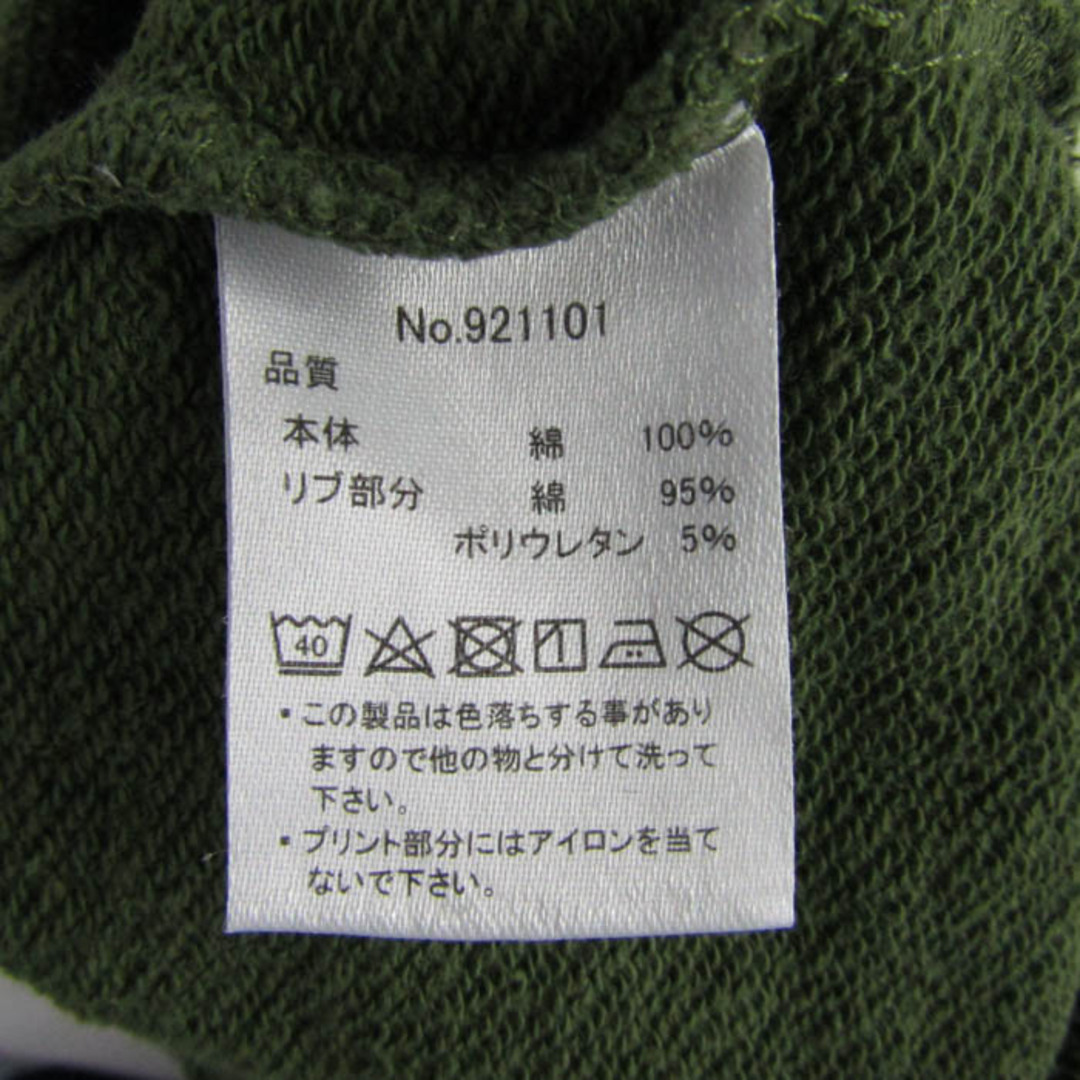 No.921101
品質
本体 綿 100%
リブ部分 綿 95%
ポリウレタン 5%
40
・この製品は色落ちする事があり
ますので他の物と分けて洗って
下さい。
・プリント部分にはアイロンを当て
ないで下さい。